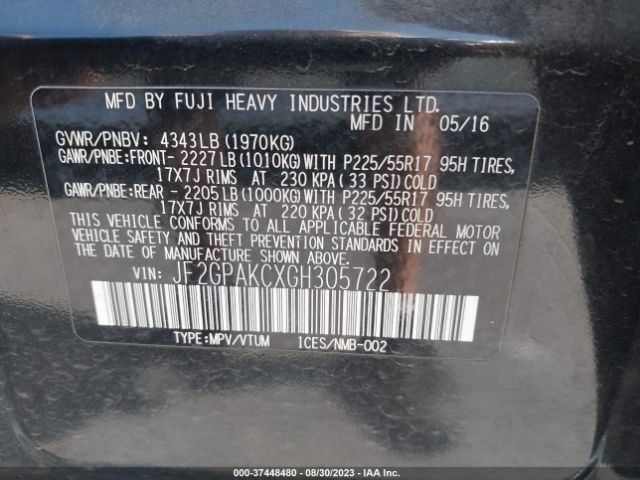 MFD BY FUJI HEAVY INDUSTRIES LTD.
MFD IN 05/16
GVWR/PNBV: 4343LB (1970KG)
GAWR/PNBE:FRONT- 2227LB (1010KG) WITH P225/55R17 95H TIRES,
17X7J RIMS AT 230 KPA (33 PSI) COLD
GAWR/PNBE:REAR - 2205LB (1000KG) WITH P225/55R17 95H TIRES,
17X7J RIMS AT 220 KPA (32 PSI) COLD
THIS VEHICLE CONFORMS TO ALL APPLICABLE FEDERAL MOTOR
VEHICLE SAFETY AND THEFT PREVENTION STANDARDS IN EFFECT ON
THE DATE OF MANUFACTURE SHOWN ABOVE.
VIN: JF2GPAKCXGH305722
TYPE:MPV/VTUM ICES/NMB-002
000-37448480 - 08/30/2023 - IAA Inc.